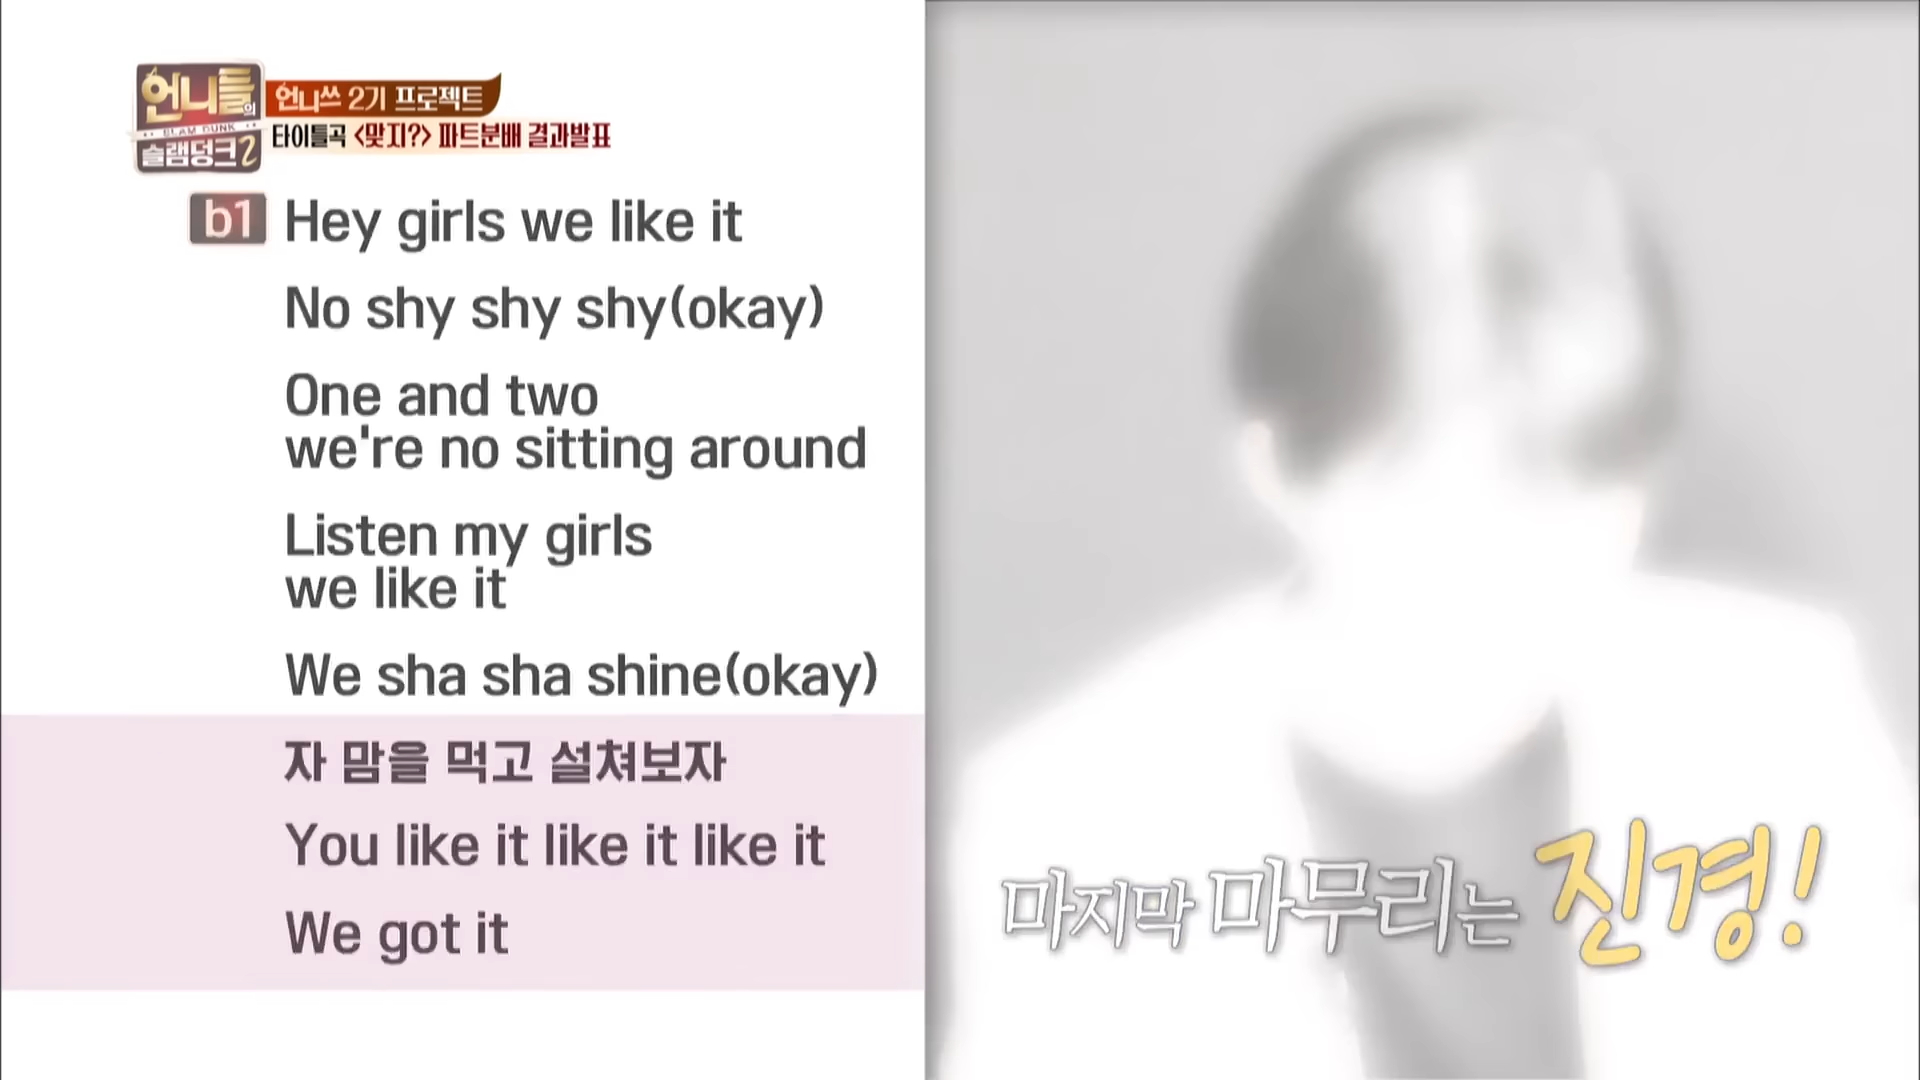 언니들의
SLAM DUNK
슬램덩크2
언니쓰 2기 프로젝트
타이틀곡 <맞지?> 파트분배 결과발표
b1 Hey girls we like it
No shy shy shy(okay)
One and two
we're no sitting around
Listen my girls
we like it
We sha sha shine(okay)
자 맘을 먹고 설쳐보자
You like it like it like it
We got it
마지막 마무리는 진경!